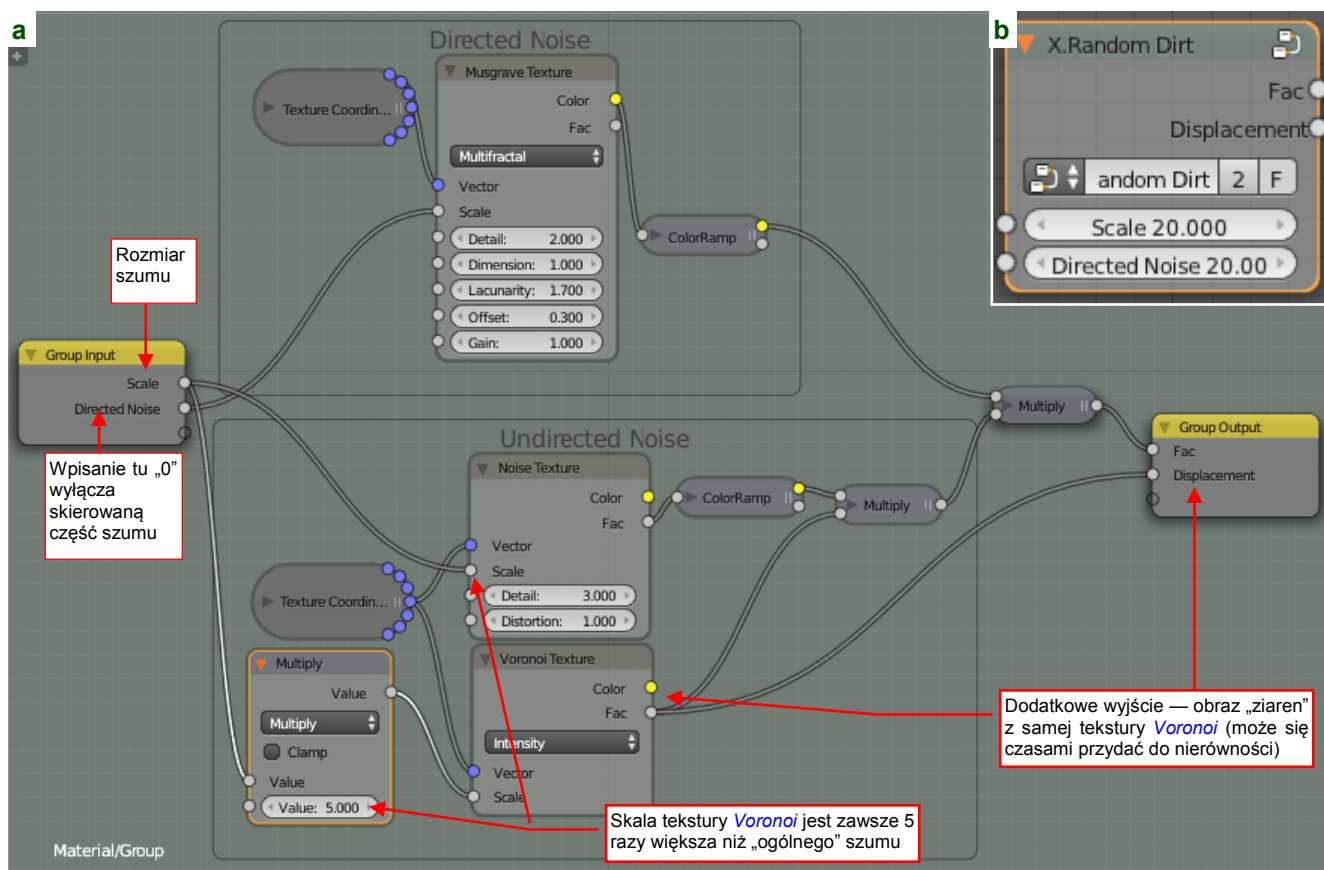 a
Directed Noise
Texture Coordin...
Musgrave Texture
Color
Fac
Multifractal
Vector
Scale
Detail: 2.000
Dimension: 1.000
Lacunarity: 1.700
Offset: 0.300
Gain: 1.000
ColorRamp
b
X.Random Dirt
Fac
Displacement
andom Dirt 2 F
Scale 20.000
Directed Noise 20.00
Rozmiar
szumu
Group Input
Scale
Directed Noise
Wpisanie tu „0”
wyłącza
skierowaną
część szumu
Undirected Noise
Noise Texture
Color
Fac
Vector
Scale
Detail: 3.000
Distortion: 1.000
ColorRamp
Multiply
Multiply
Group Output
Fac
Displacement
Texture Coordin...
Multiply
Value
Multiply
Clamp
Value
Value: 5.000
Voronoi Texture
Color
Fac
Intensity
Vector
Scale
Dodatkowe wyjście — obraz „ziaren”
z samej tekstury Voronoi (może się
czasami przydać do nierówności)
Skala tekstury Voronoi jest zawsze 5
razy większa niż „ogólnego” szumu
Material/Group